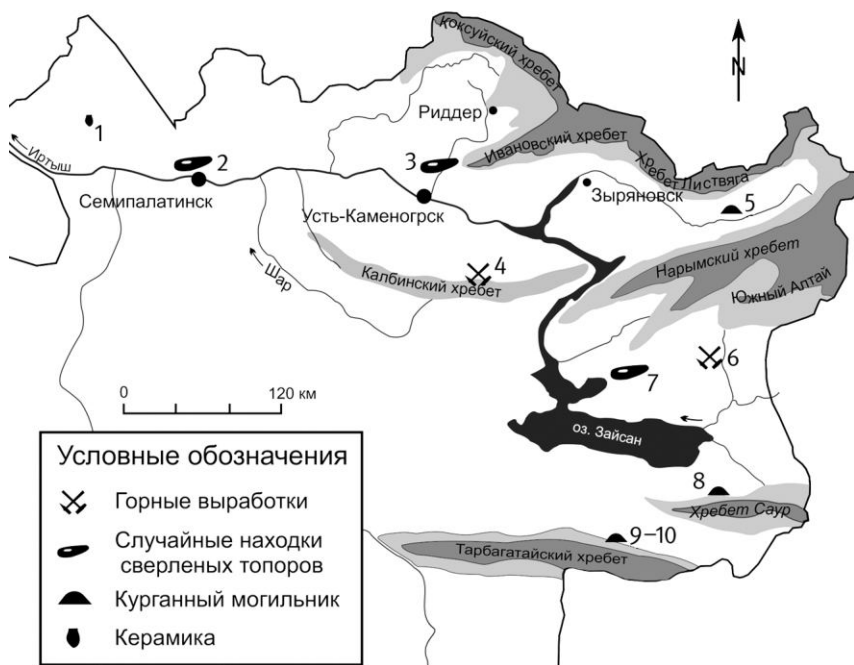 Коксуйский хребет
N
Риддер
1
Ивановский хребет
Иртыш
2
3
Хребет Листвяга
Семипалатинск
Зыряновск
5
Усть-Каменогрск
Нарымский хребет
Шар
4
Калбинский хребет
Южный Алтай
6
0
120 км
7
оз. Зайсан
8
Хребет Саур
9–10
Тарбагатайский хребет
Условные обозначения
Горные выработки
Случайные находки
сверленых топоров
Курганный могильник
Керамика